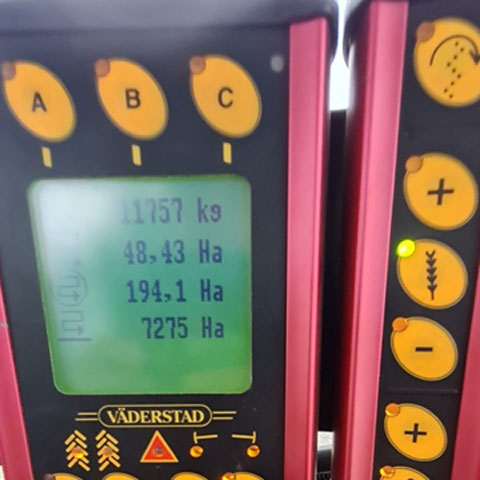 A B C
11757 kg
48,43 Ha
194,1 Ha
7275 Ha
VÄDERSTAD
+
-
+